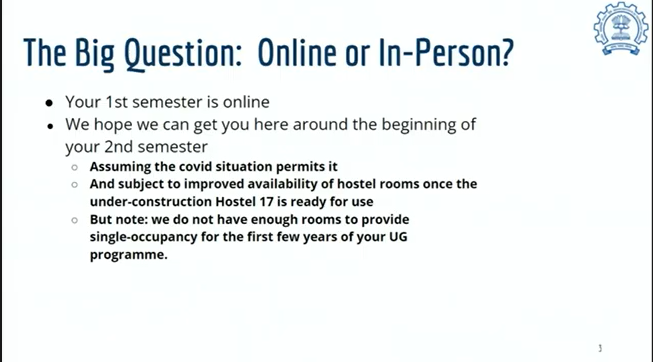 The Big Question: Online or In-Person?
● Your 1st semester is online
● We hope we can get you here around the beginning of
your 2nd semester
○ Assuming the covid situation permits it
○ And subject to improved availability of hostel rooms once the
under-construction Hostel 17 is ready for use
○ But note: we do not have enough rooms to provide
single-occupancy for the first few years of your UG
programme.
3